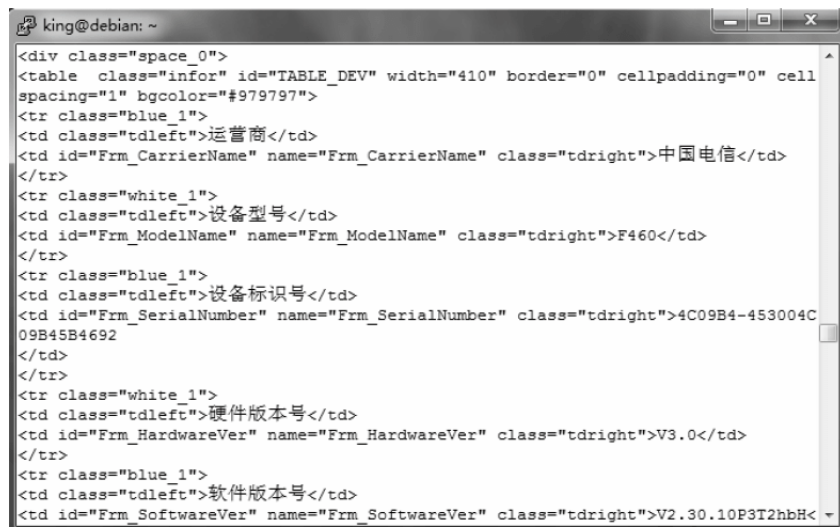 king@debian: ~
<div class="space_0">
<table  class="infor" id="TABLE_DEV" width="410" border="0" cellpadding="0" cell
spacing="1" bgcolor="#979797">
<tr class="blue_1">
<td class="tdleft">运营商</td>
<td id="Frm_CarrierName" name="Frm_CarrierName" class="tdright">中国电信</td>
</tr>
<tr class="white_1">
<td class="tdleft">设备型号</td>
<td id="Frm_ModelName" name="Frm_ModelName" class="tdright">F460</td>
</tr>
<tr class="blue_1">
<td class="tdleft">设备标识号</td>
<td id="Frm_SerialNumber" name="Frm_SerialNumber" class="tdright">4C09B4-453004C
09B45B4692
</td>
</tr>
<tr class="white_1">
<td class="tdleft">硬件版本号</td>
<td id="Frm_HardwareVer" name="Frm_HardwareVer" class="tdright">V3.0</td>
</tr>
<tr class="blue_1">
<td class="tdleft">软件版本号</td>
<td id="Frm_SoftwareVer" name="Frm_SoftwareVer" class="tdright">V2.30.10P3T2hbH<